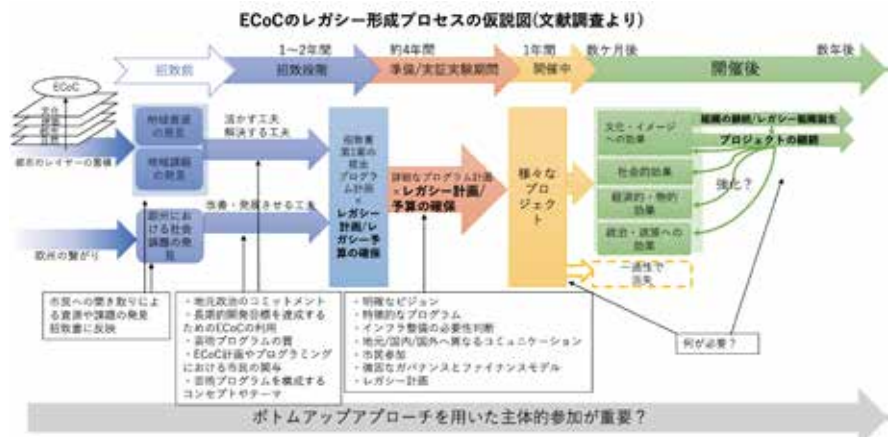 ECoCのレガシー形成プロセスの仮説図(文献調査より)
1〜2年間
約4年間
1年間
数ケ月後
数年後
招致前
招致段階
準備/実証実験期間
開催中
開催後
ECoC
都市のレイヤーの蓄積
地域資源
の発見
地域課題
の発見
活かす工夫
解決する工夫
改善・発展させる工夫
欧州にお
ける社会
課題の発
見
欧州の繋がり
招致書
第1案の
提出
プログラ
ム計画
×
レガシー
計画/レ
ガシー予
算の確保
詳細なプログラム計画
×レガシー計画/
予算の確保
様々な
プロ
ジェク
ト
文化・イメージ
への効果
社会的効果
経済的・物的
効果
政治・政策への
効果
組織の継続/レガシー組織誕生
プロジェクトの継続
強化?
一過性で
消失
市民への聞き取りによ
る資源や課題の発見
招致書に反映
・地元政治のコミットメント
・長期的開発目標を達成する
ためのECoCの利用
・芸術プログラムの質
・ECoC計画やプログラミング
における市民の関与
・芸術プログラムを構成する
コンセプトやテーマ
・明確なビジョン
・特徴的なプログラム
・インフラ整備の必要性判断
・地元/国内/国外へ異なるコミュニケーション
・市民参加
・強固なガバナンスとファイナンスモデル
・レガシー計画
何が必要?
ボトムアップアプローチを用いた主体的参加が重要?